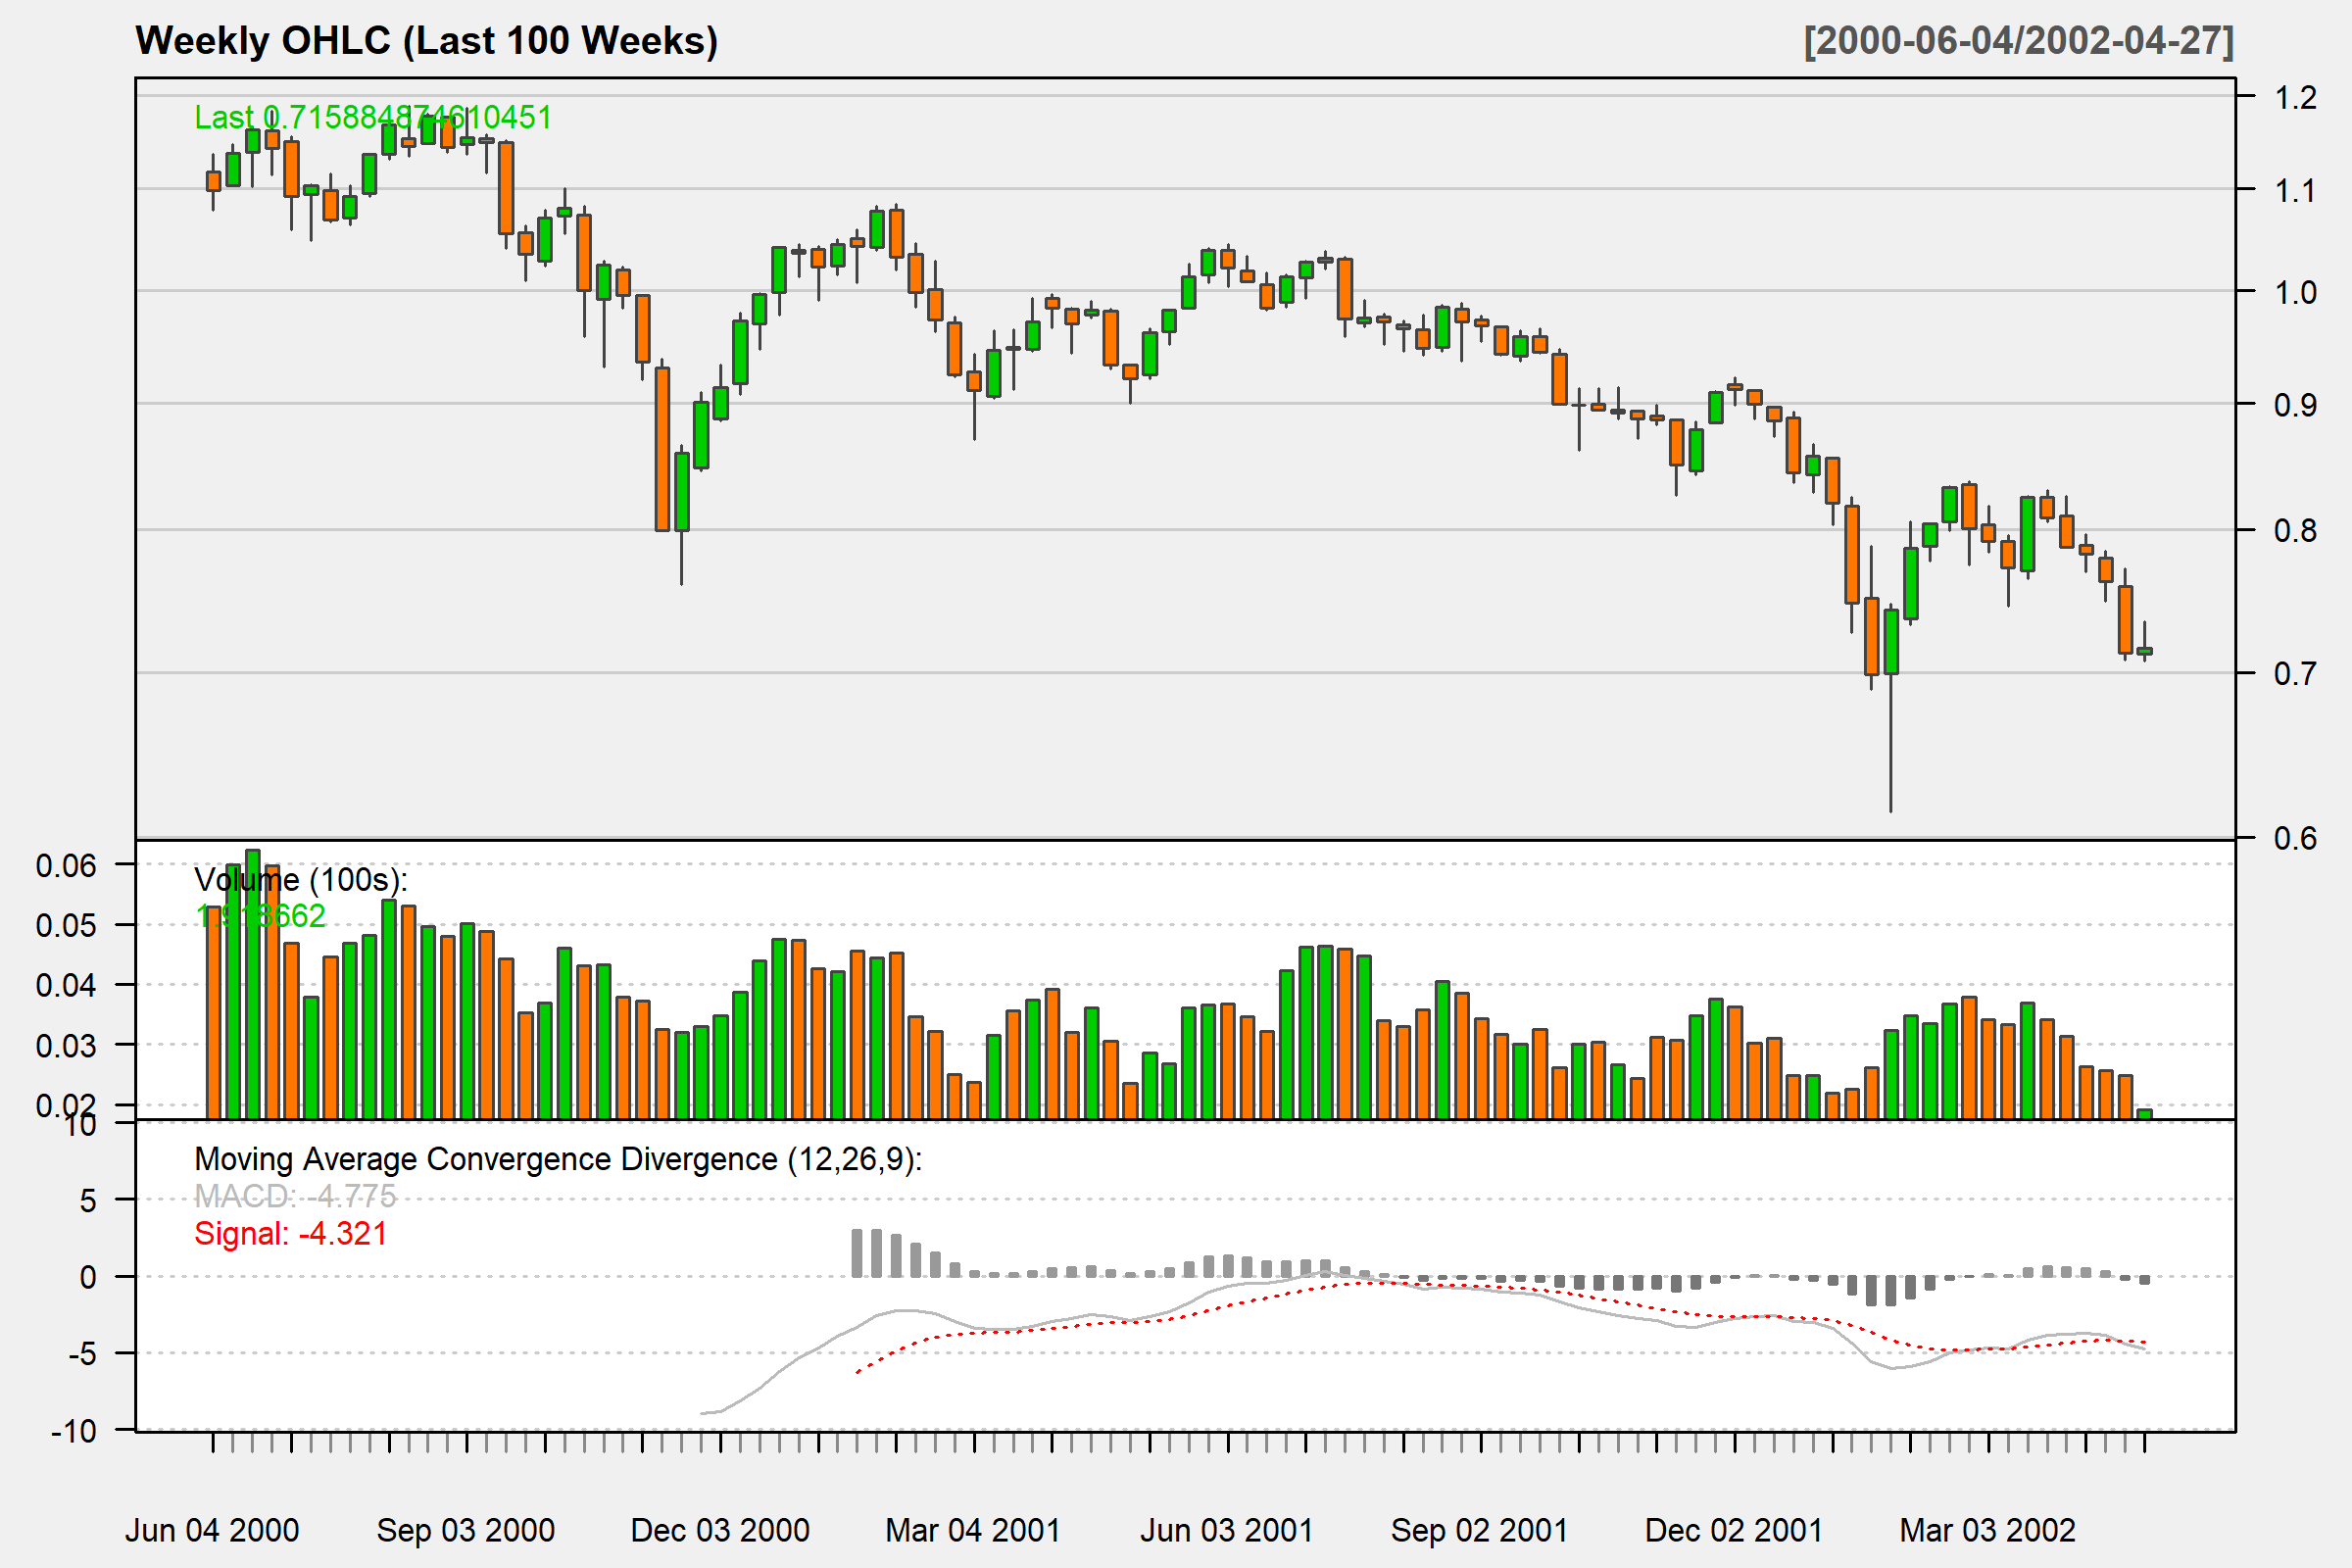 Weekly OHLC (Last 100 Weeks)
[2000-06-04/2002-04-27]
Last 0.715884874610451
1.2
1.1
1.0
0.9
0.8
0.7
0.6
Volume (100s):
0.06
0.05
0.04
0.03
0.02
Moving Average Convergence Divergence (12,26,9):
MACD: -4.775
Signal: -4.321
10
5
0
-5
-10
Jun 04 2000 Sep 03 2000 Dec 03 2000 Mar 04 2001 Jun 03 2001 Sep 02 2001 Dec 02 2001 Mar 03 2002